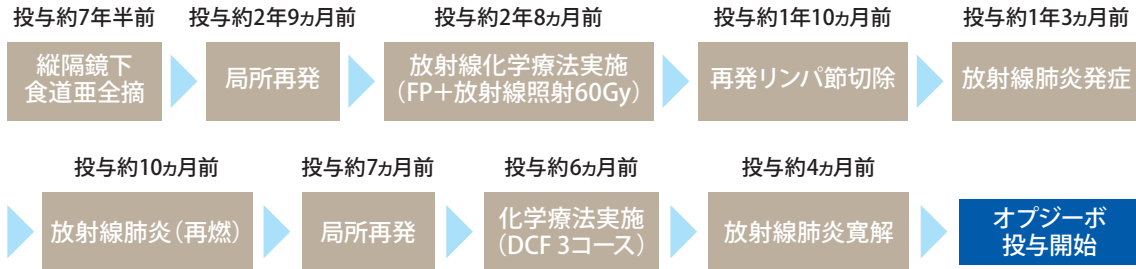 投与約7年半前
縦隔鏡下
食道亜全摘
投与約2年9ヵ月前
局所再発
投与約2年8ヵ月前
放射線化学療法実施
（FP＋放射線照射60Gy）
投与約1年10ヵ月前
再発リンパ節切除
投与約1年3ヵ月前
放射線肺炎発症
投与約10ヵ月前
放射線肺炎（再燃）
投与約7ヵ月前
局所再発
投与約6ヵ月前
化学療法実施
（DCF 3コース）
投与約4ヵ月前
放射線肺炎寛解
オプジーボ
投与開始